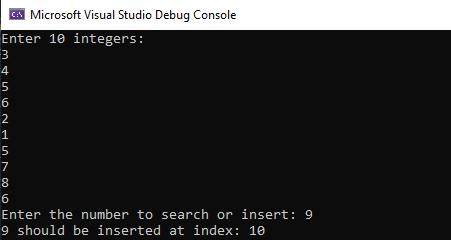 Microsoft Visual Studio Debug Console
Enter 10 integers:
3
4
5
6
2
1
5
7
8
6
Enter the number to search or insert: 9
9 should be inserted at index: 10